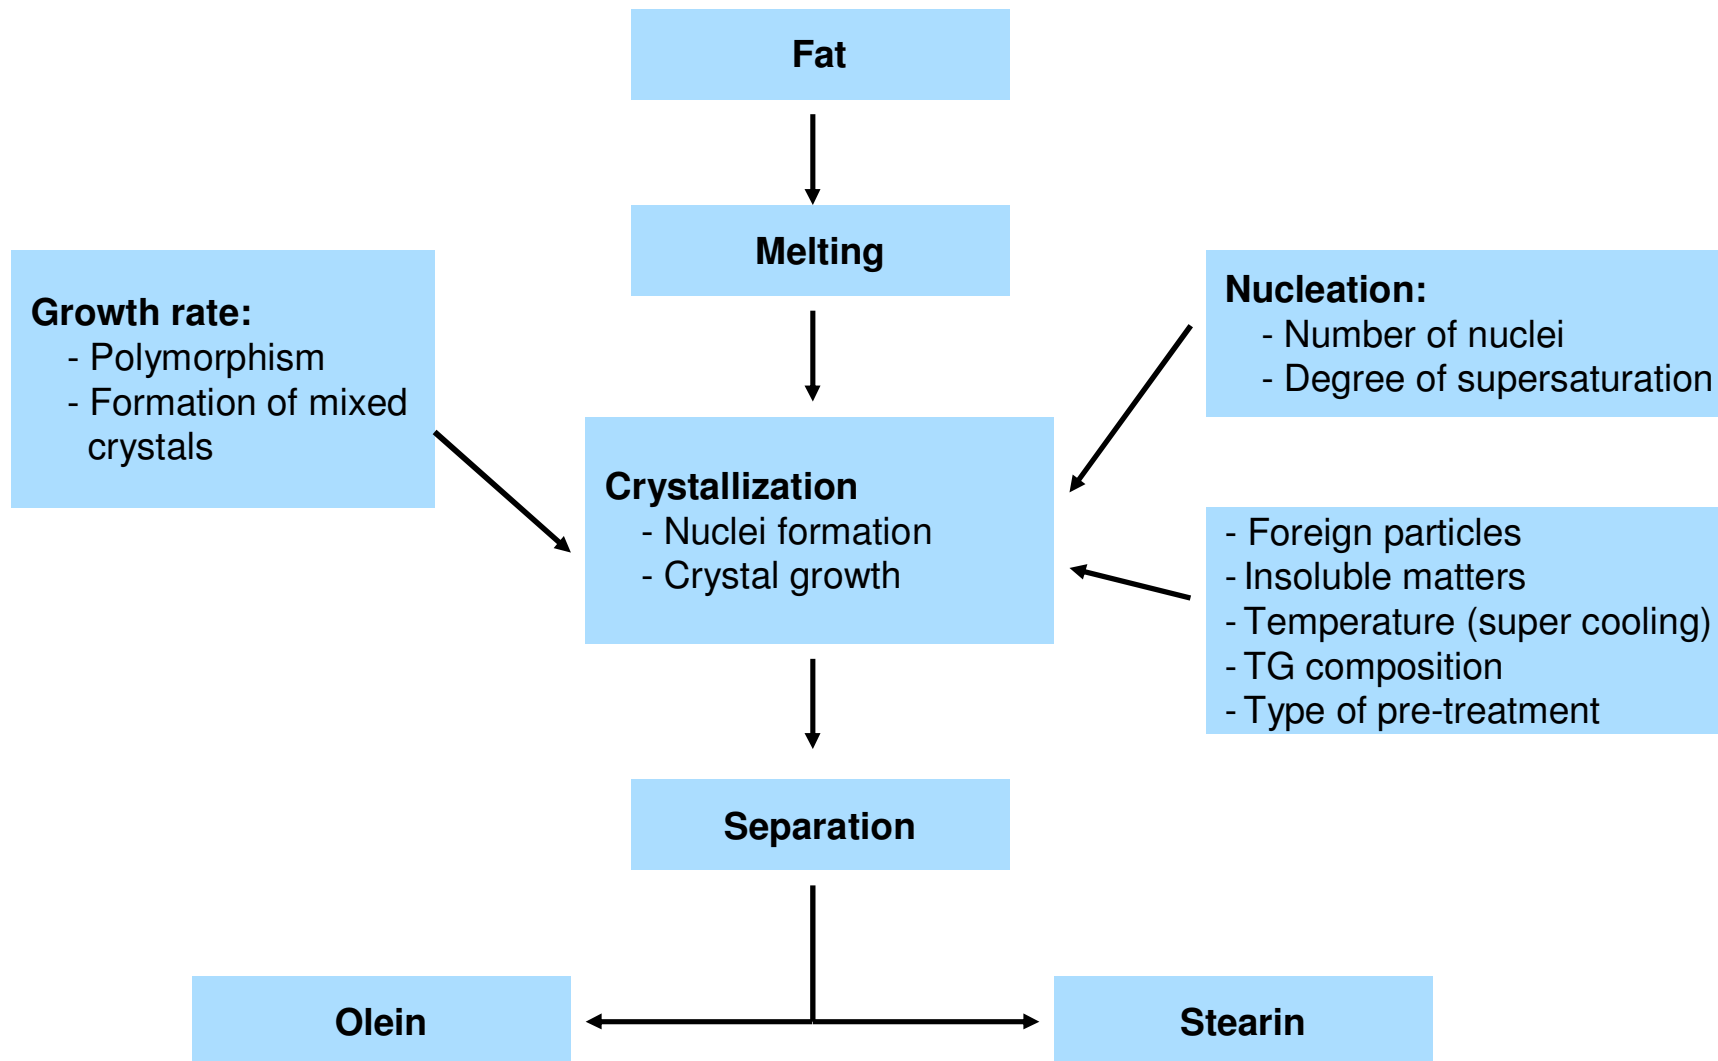 Fat
Melting
Growth rate:
- Polymorphism
- Formation of mixed
crystals
Nucleation:
- Number of nuclei
- Degree of supersaturation
Crystallization
- Nuclei formation
- Crystal growth
- Foreign particles
- Insoluble matters
- Temperature (super cooling)
- TG composition
- Type of pre-treatment
Separation
Olein
Stearin